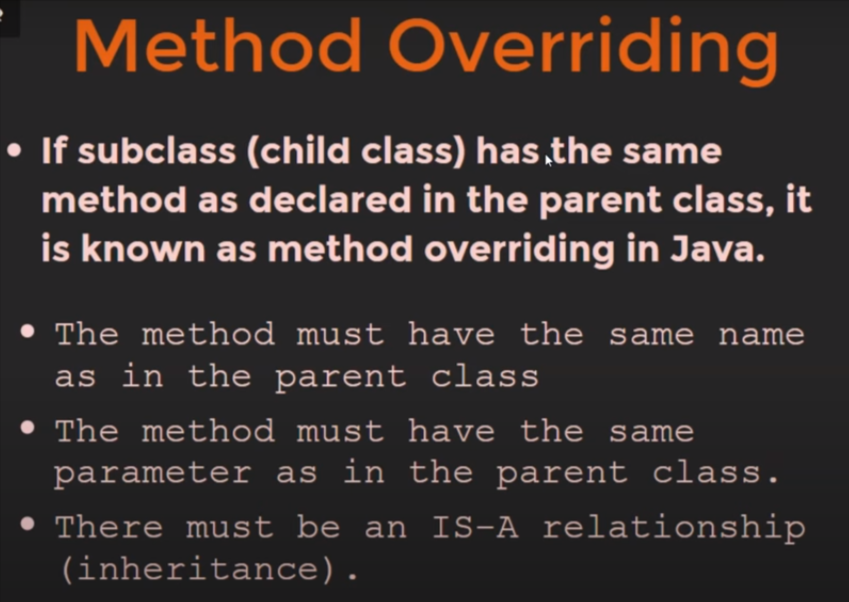 Method Overriding
• If subclass (child class) has the same
method as declared in the parent class, it
is known as method overriding in Java.
• The method must have the same name
as in the parent class
• The method must have the same
parameter as in the parent class.
• There must be an IS-A relationship
(inheritance).